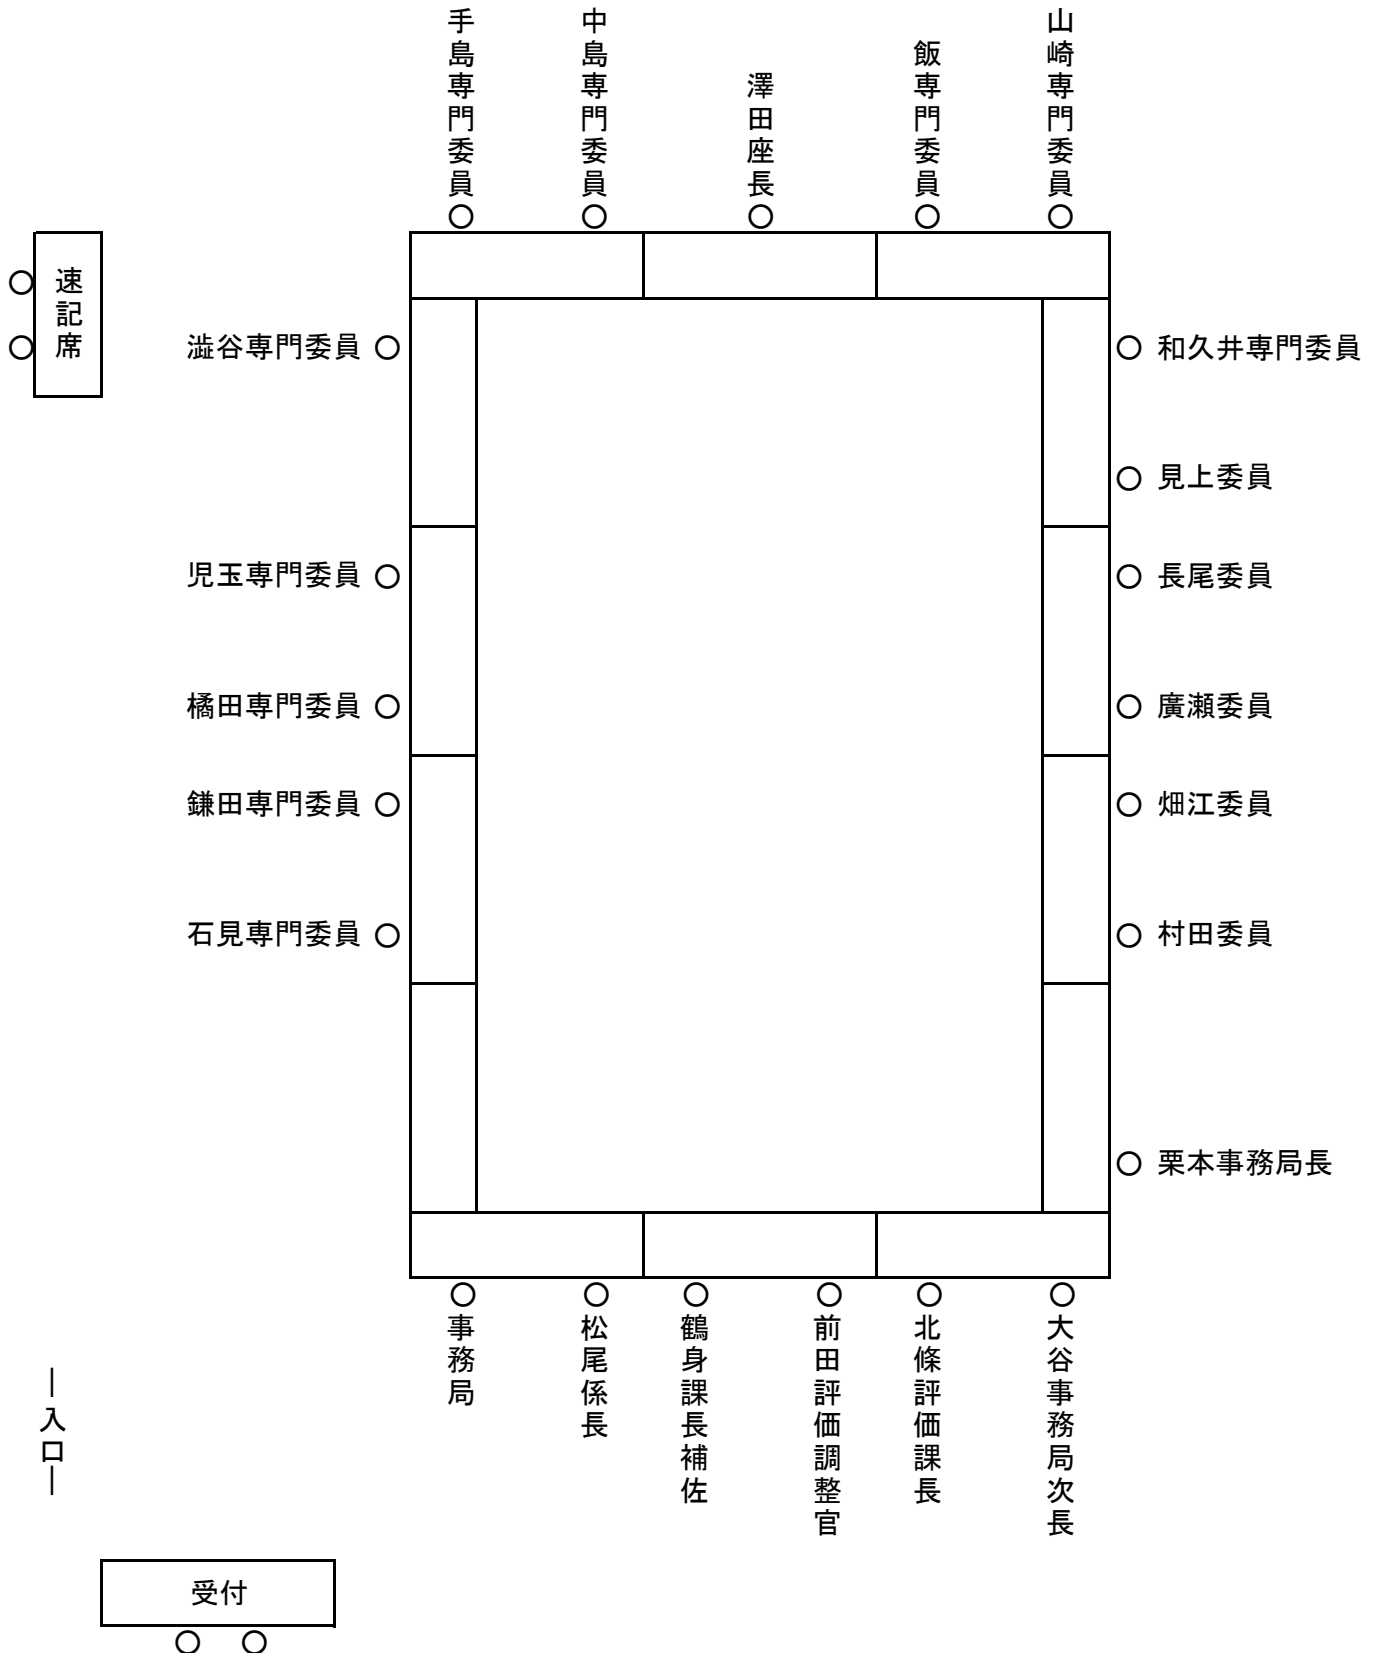 手島専門委員
中島専門委員
澤田座長
飯専門委員
山崎専門委員
速記席
澁谷専門委員
和久井専門委員
見上委員
児玉専門委員
長尾委員
橘田専門委員
廣瀬委員
鎌田専門委員
畑江委員
石見専門委員
村田委員
栗本事務局長
事務局
松尾係長
鶴身課長補佐
前田評価調整官
北條評価課長
大谷事務局次長
―入口―
受付